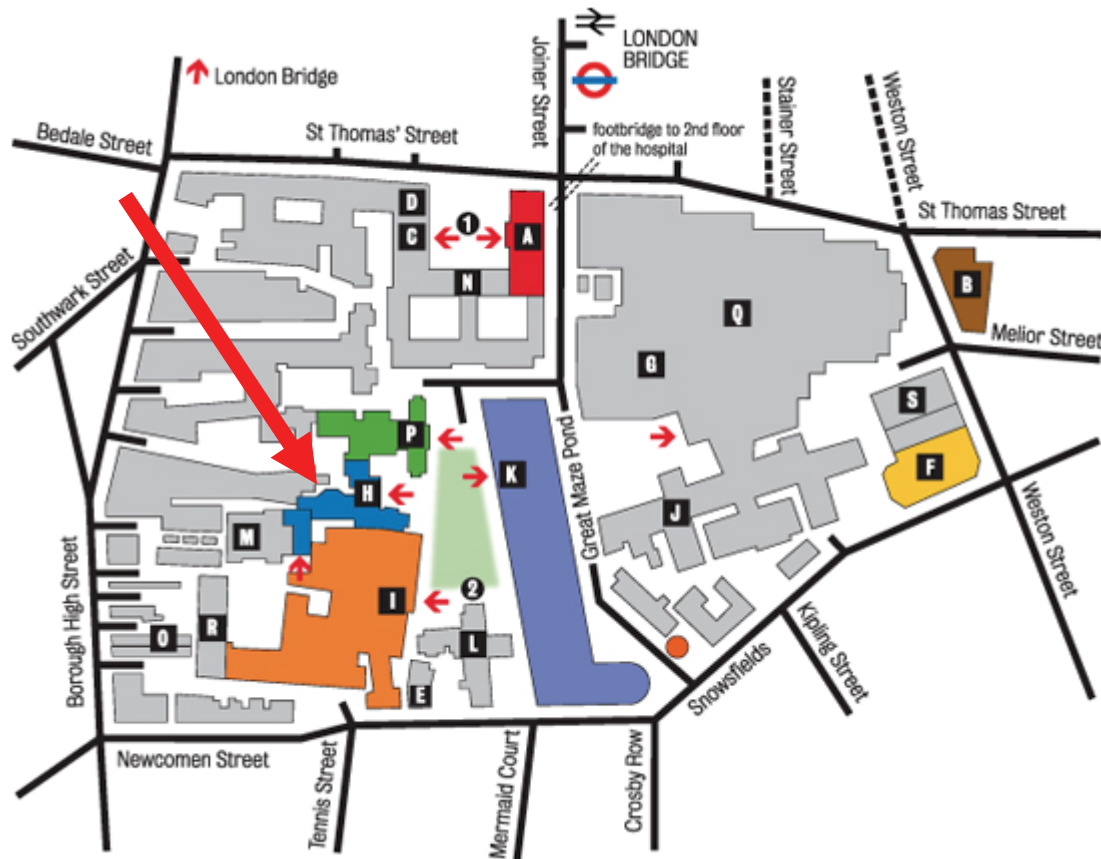 London Bridge
Bedale Street
St Thomas' Street
Joiner Street
LONDON
BRIDGE
footbridge to 2nd floor
of the hospital
Stainer Street
Weston Street
St Thomas Street
Southwark Street
D
1
C
A
N
B
Q
Melior Street
G
S
P
K
F
H
Great Maze Pond
J
M
Weston Street
I
2
Borough High Street
O
R
L
E
Kipling Street
Snowsfields
Newcomen Street
Tennis Street
Mermaid Court
Crosby Row